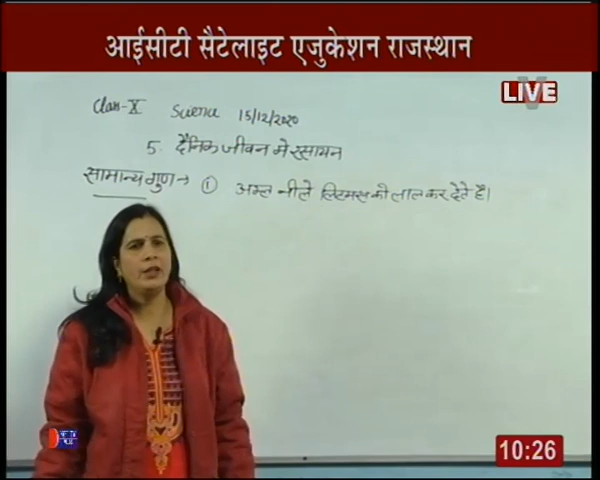 आईसीटी सैटेलाइट एजुकेशन राजस्थान
LIVE
Class-X Science 15/12/2020
5. दैनिक जीवन मे रसायन
सामान्य गुण → ① अम्ल नीले लिटमस को लाल कर देते है।
10:26